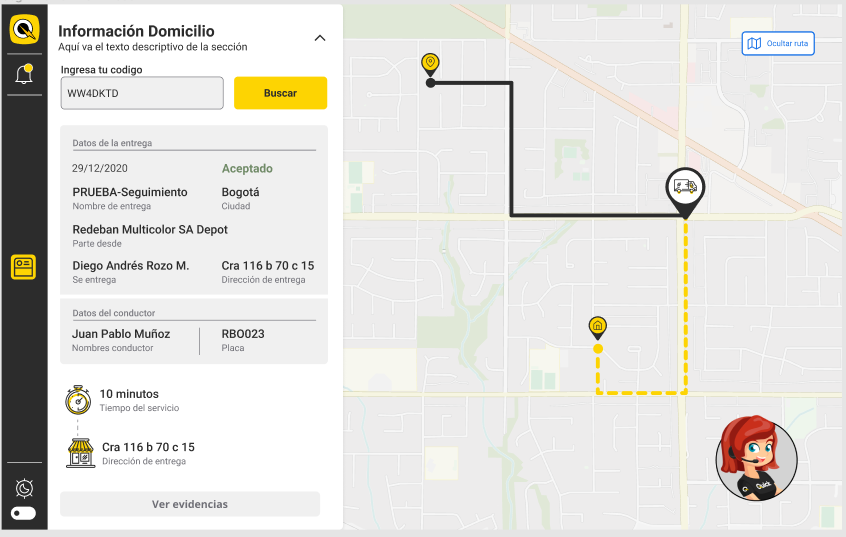 Información Domicilio
Aquí va el texto descriptivo de la sección
Ingresa tu codigo
WW4DKTD
Buscar
Datos de la entrega
29/12/2020
Aceptado
PRUEBA-Seguimiento
Nombre de entrega
Bogotá
Ciudad
Redeban Multicolor SA Depot
Parte desde
Diego Andrés Rozo M.
Se entrega
Cra 116 b 70 c 15
Dirección de entrega
Datos del conductor
Juan Pablo Muñoz
Nombres conductor
RBO023
Placa
10 minutos
Tiempo del servicio
Cra 116 b 70 c 15
Dirección de entrega
Ver evidencias
Ocultar ruta
Quick